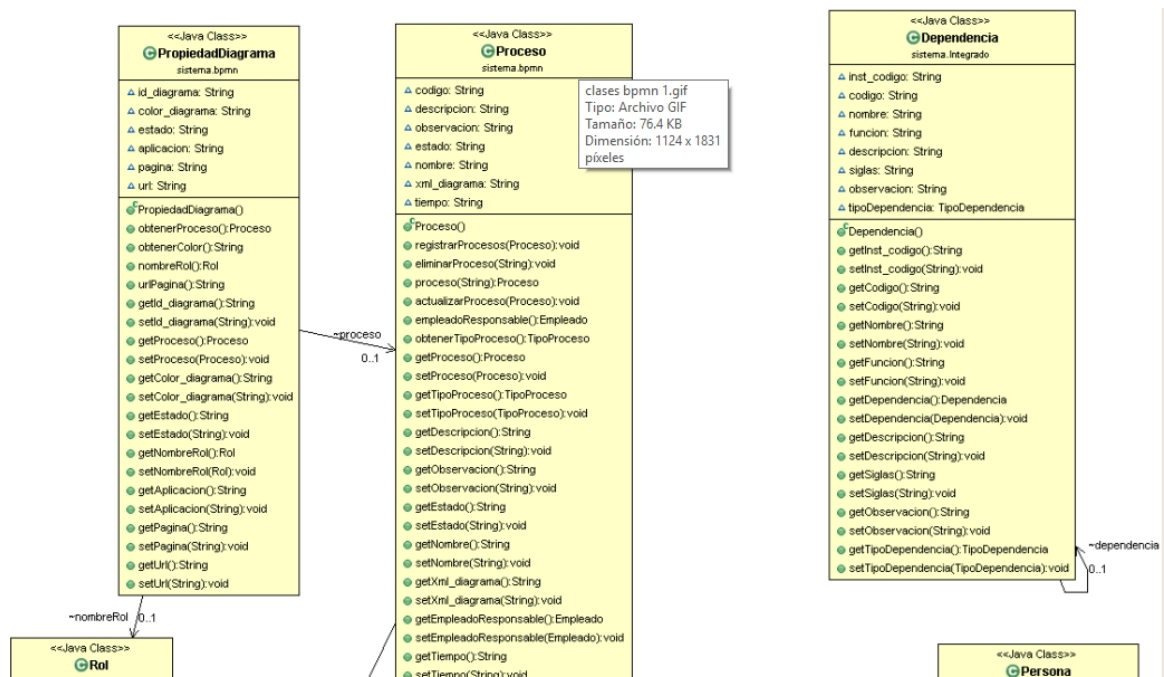 <<Java Class>>
PropiedadDiagrama
sistema.bpmn
id_diagrama: String
color_diagrama: String
estado: String
aplicacion: String
pagina: String
url: String
PropiedadDiagrama()
obtenerProceso():Proceso
obtenerColor():String
nombreRol():Rol
urlPagina():String
getId_diagrama():String
setId_diagrama(String):void
getProceso():Proceso
setProceso(Proceso):void
getColor_diagrama():String
setColor_diagrama(String):void
getEstado():String
setEstado(String):void
getNombreRol():Rol
setNombreRol(Rol):void
getAplicacion():String
setAplicacion(String):void
getPagina():String
setPagina(String):void
getUrl():String
setUrl(String):void
~nombreRol 0..1
<<Java Class>>
Rol
~proceso
0..1
<<Java Class>>
Proceso
sistema.bpmn
codigo: String
descripcion: String
observacion: String
estado: String
nombre: String
xml_diagrama: String
tiempo: String
Proceso()
registrarProcesos(Proceso):void
eliminarProceso(String):void
proceso(String):Proceso
actualizarProceso(Proceso):void
empleadoResponsable():Empleado
obtenerTipoProceso():TipoProceso
getProceso():Proceso
setProceso(Proceso):void
getTipoProceso():TipoProceso
setTipoProceso(TipoProceso):void
getDescripcion():String
setDescripcion(String):void
getObservacion():String
setObservacion(String):void
getEstado():String
setEstado(String):void
getNombre():String
setNombre(String):void
getXml_diagrama():String
setXml_diagrama(String):void
getEmpleadoResponsable():Empleado
setEmpleadoResponsable(Empleado):void
getTiempo():String
setTiempo(String):void
clases bpmn 1.gif
Tipo: Archivo GIF
Tamaño: 76.4 KB
Dimensión: 1124 x 1831
píxeles
<<Java Class>>
Dependencia
sistema.Integrado
inst_codigo: String
codigo: String
nombre: String
funcion: String
descripcion: String
siglas: String
observacion: String
tipoDependencia: TipoDependencia
Dependencia()
getInst_codigo():String
setInst_codigo(String):void
getCodigo():String
setCodigo(String):void
getNombre():String
setNombre(String):void
getFuncion():String
setFuncion(String):void
getDependencia():Dependencia
setDependencia(Dependencia):void
getDescripcion():String
setDescripcion(String):void
getSiglas():String
setSiglas(String):void
getObservacion():String
setObservacion(String):void
getTipoDependencia():TipoDependencia
setTipoDependencia(TipoDependencia):void
~dependencia
0..1
<<Java Class>>
Persona